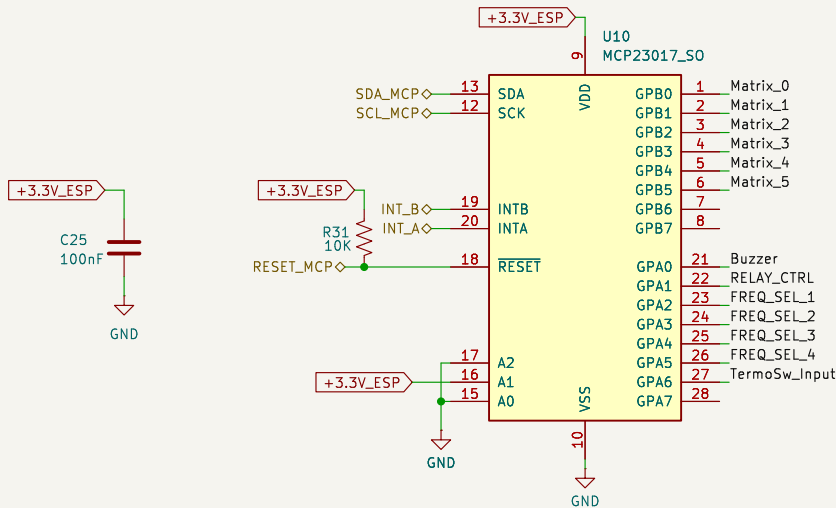 +3.3V_ESP
U10
MCP23017_SO
9
VDD
SDA_MCP 13 SDA
SCL_MCP 12 SCK
INT_B 19 INTB
INT_A 20 INTA
RESET_MCP 18 RESET
17 A2
+3.3V_ESP 16 A1
15 A0
GND
GPB0 1 Matrix_0
GPB1 2 Matrix_1
GPB2 3 Matrix_2
GPB3 4 Matrix_3
GPB4 5 Matrix_4
GPB5 6 Matrix_5
GPB6 7
GPB7 8
GPA0 21 Buzzer
GPA1 22 RELAY_CTRL
GPA2 23 FREQ_SEL_1
GPA3 24 FREQ_SEL_2
GPA4 25 FREQ_SEL_3
GPA5 26 FREQ_SEL_4
GPA6 27 TermoSw_Input
GPA7 28
VSS
10
GND
+3.3V_ESP
R31
10K
+3.3V_ESP
C25
100nF
GND